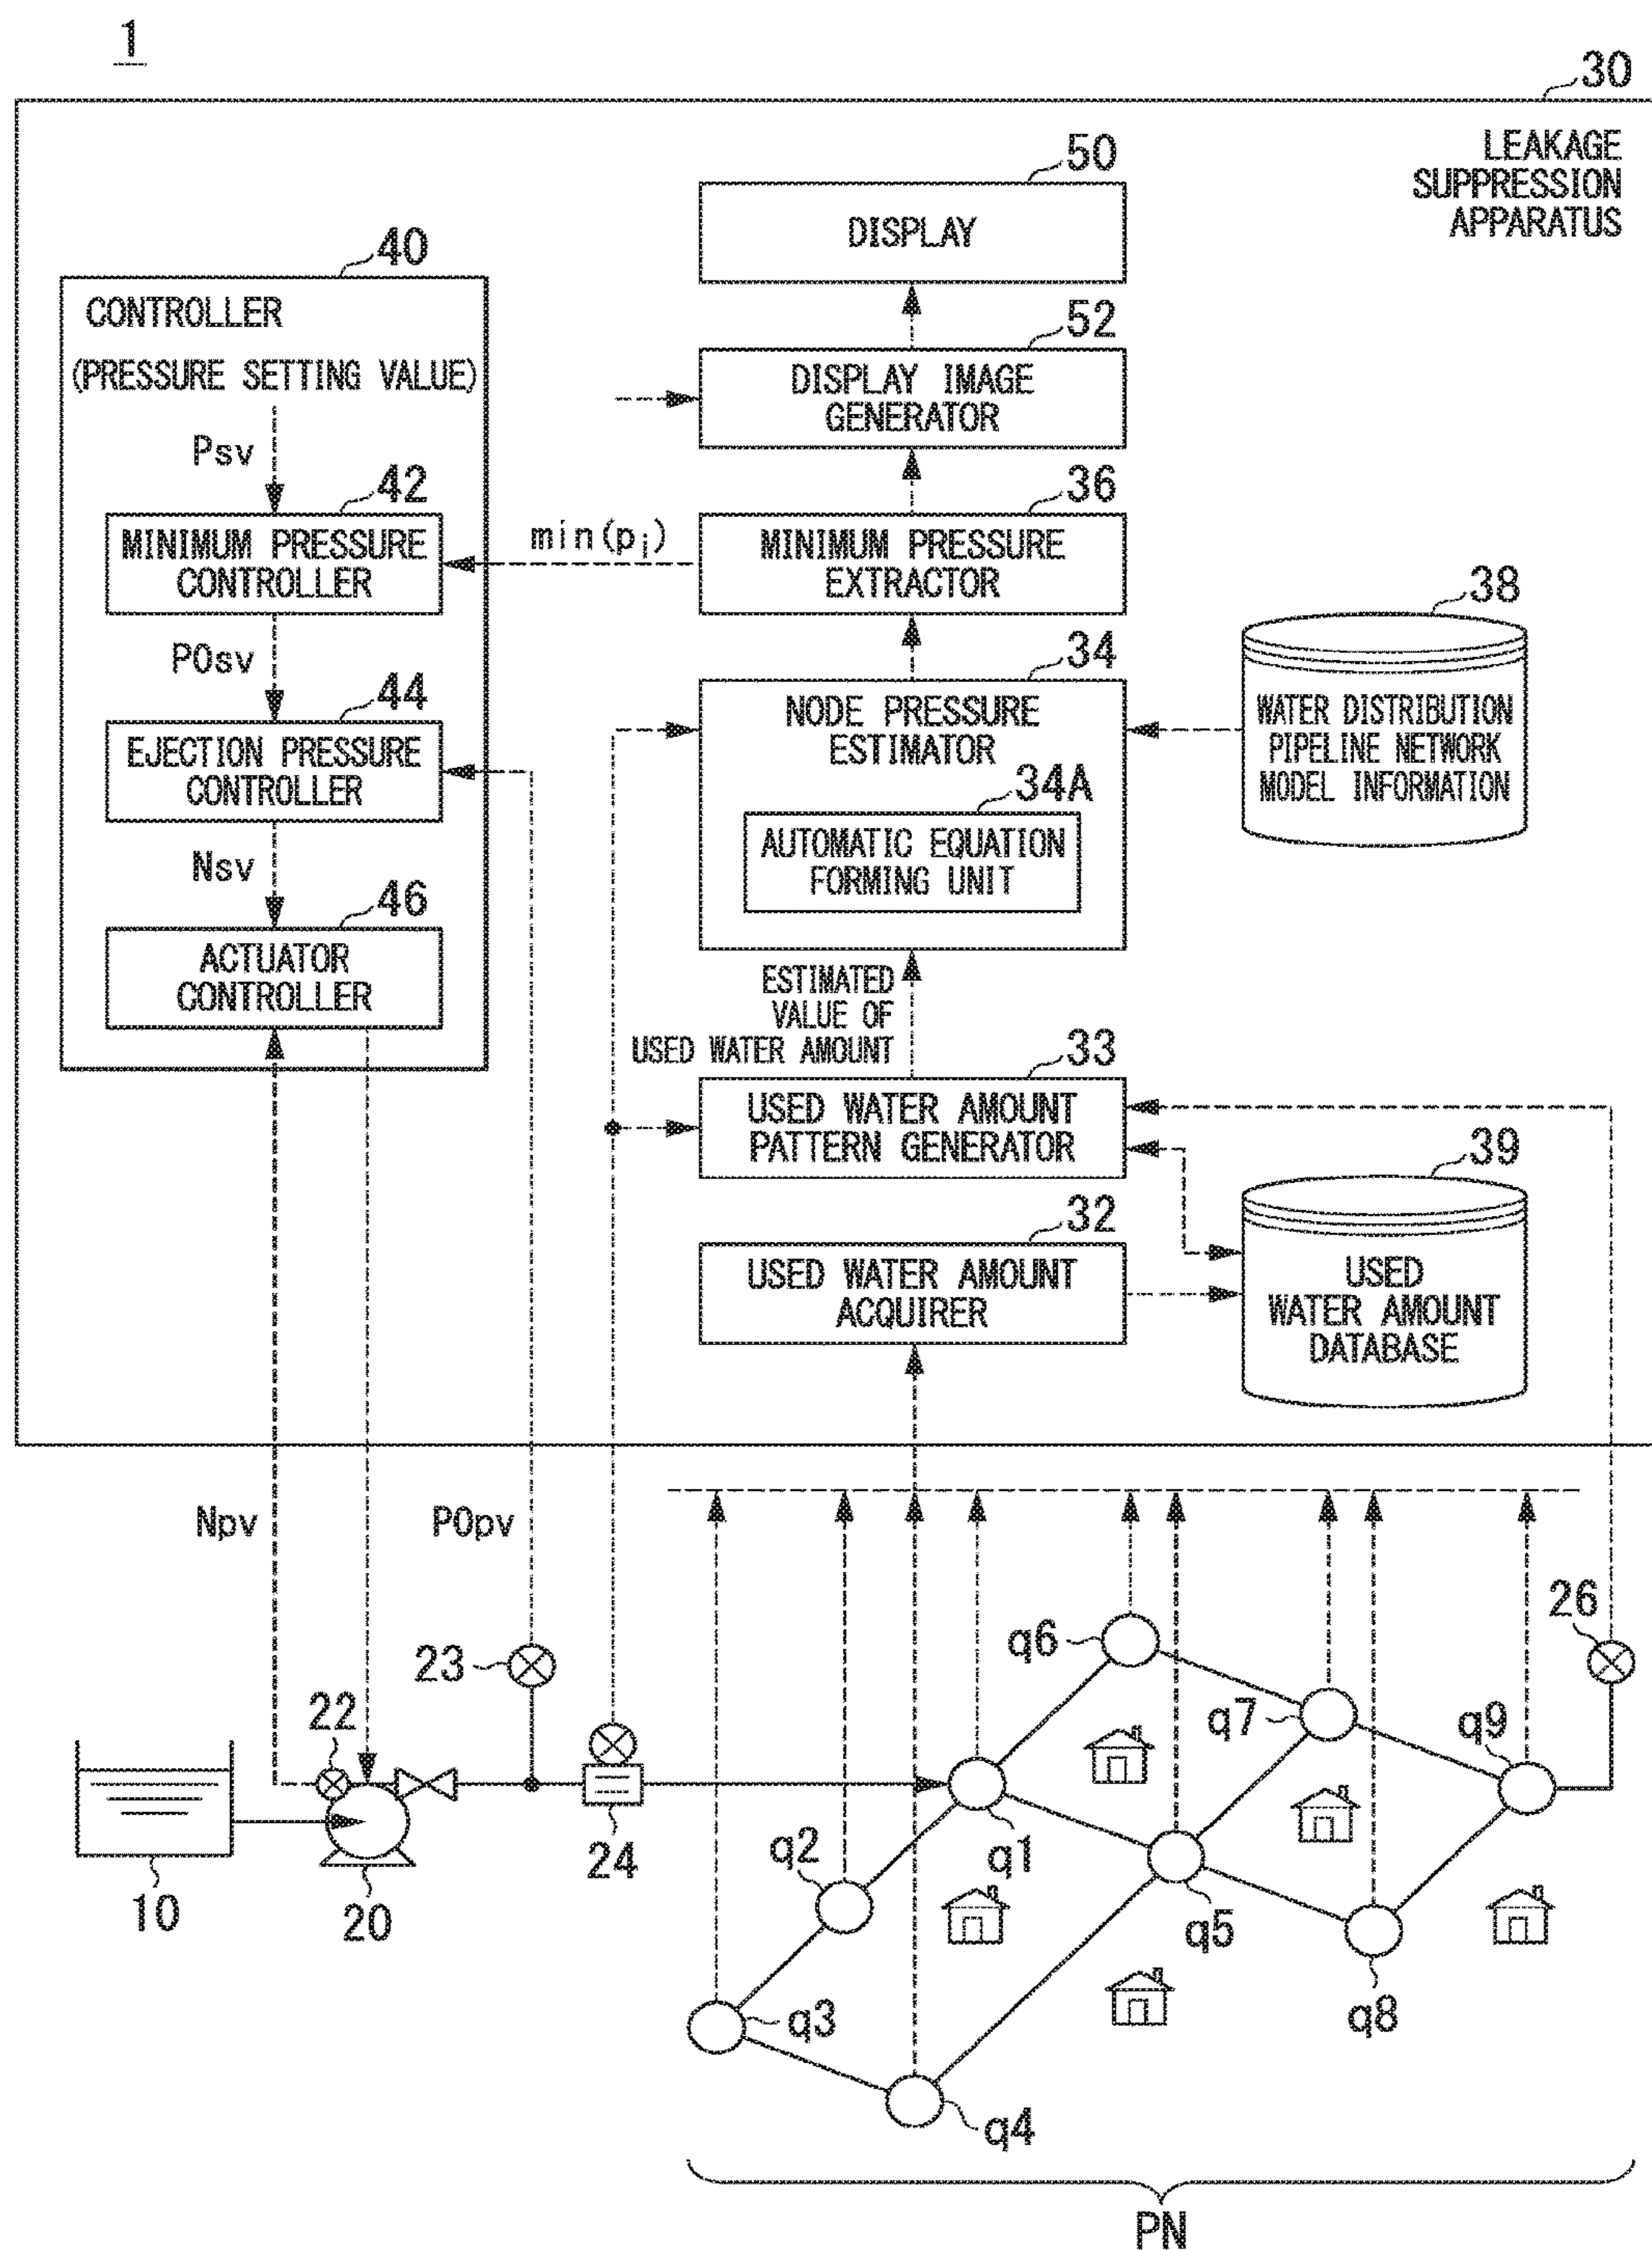 1
30
LEAKAGE
SUPPRESSION
APPARATUS
50
DISPLAY
40
CONTROLLER
(PRESSURE SETTING VALUE)
52
DISPLAY IMAGE
GENERATOR
Psv
42
MINIMUM PRESSURE
CONTROLLER
min(pi)
36
MINIMUM PRESSURE
EXTRACTOR
38
WATER DISTRIBUTION
PIPELINE NETWORK
MODEL INFORMATION
P0sv
34
NODE PRESSURE
ESTIMATOR
44
EJECTION PRESSURE
CONTROLLER
34A
AUTOMATIC EQUATION
FORMING UNIT
Nsv
46
ACTUATOR
CONTROLLER
ESTIMATED
VALUE OF
USED WATER AMOUNT
33
USED WATER AMOUNT
PATTERN GENERATOR
39
USED
WATER AMOUNT
DATABASE
32
USED WATER AMOUNT
ACQUIRER
Npv
P0pv
26
23
q6
22
q7
q9
10
20
24
q2
q1
q5
q3
q8
q4
PN